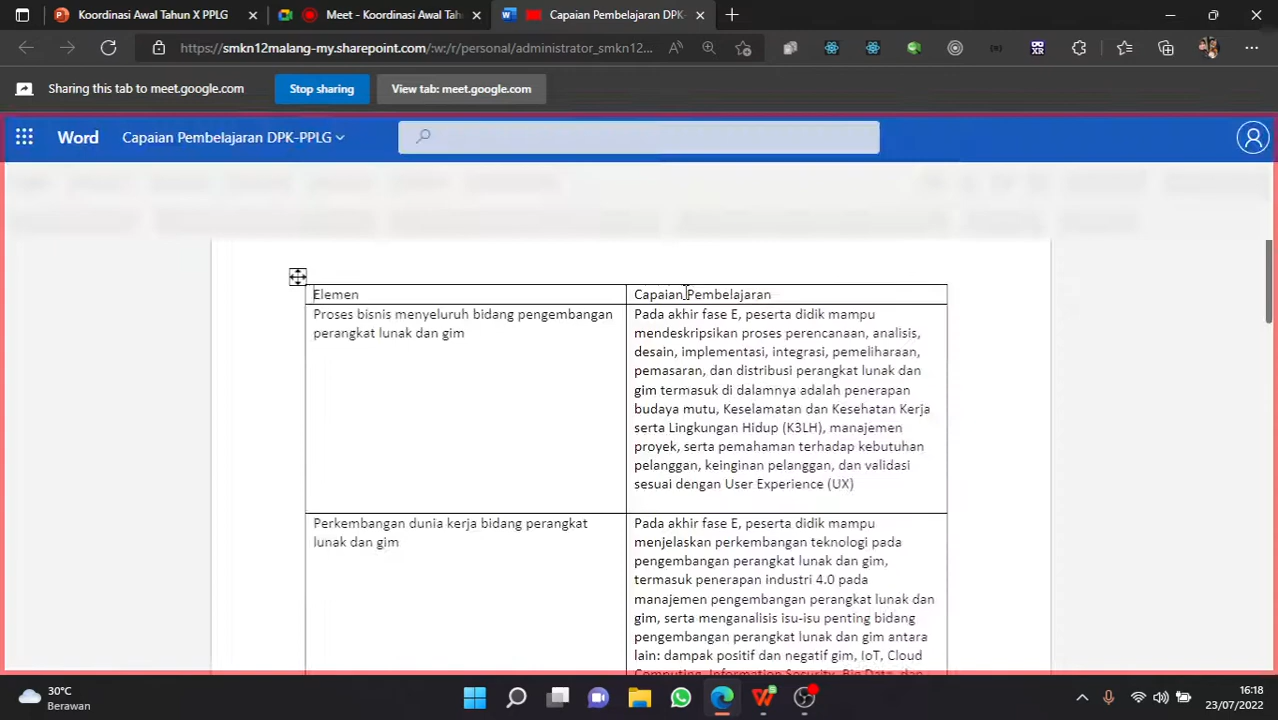 Koordinasi Awal Tahun X PPLG
Meet - Koordinasi Awal Tah
Capaian Pembelajaran DPK-
https://smkn12malang-my.sharepoint.com/:w:/r/personal/administrator_smkn12...
Sharing this tab to meet.google.com
Stop sharing
View tab: meet.google.com
Word
Capaian Pembelajaran DPK-PPLG
Elemen
Capaian Pembelajaran
Proses bisnis menyeluruh bidang pengembangan
perangkat lunak dan gim
Pada akhir fase E, peserta didik mampu
mendeskripsikan proses perencanaan, analisis,
desain, implementasi, integrasi, pemeliharaan,
pemasaran, dan distribusi perangkat lunak dan
gim termasuk di dalamnya adalah penerapan
budaya mutu, Keselamatan dan Kesehatan Kerja
serta Lingkungan Hidup (K3LH), manajemen
proyek, serta pemahaman terhadap kebutuhan
pelanggan, keinginan pelanggan, dan validasi
sesuai dengan User Experience (UX)
Perkembangan dunia kerja bidang perangkat
lunak dan gim
Pada akhir fase E, peserta didik mampu
menjelaskan perkembangan teknologi pada
pengembangan perangkat lunak dan gim,
termasuk penerapan industri 4.0 pada
manajemen pengembangan perangkat lunak dan
gim, serta menganalisis isu-isu penting bidang
pengembangan perangkat lunak dan gim antara
lain: dampak positif dan negatif gim, IoT, Cloud
Computing, Information Security, Big Data, dan
30°C
Berawan
16:18
23/07/2022